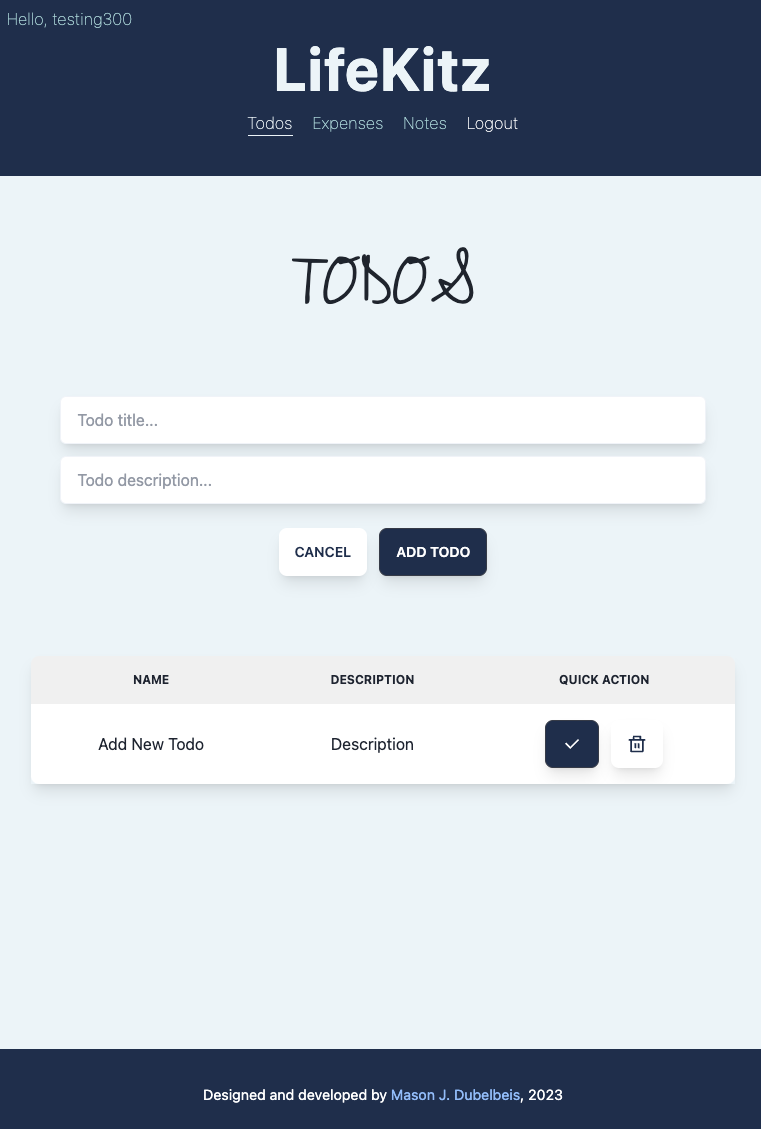 Hello, testing300
LifeKitz
Todos Expenses Notes Logout
TODOS
Todo title...
Todo description...
CANCEL ADD TODO
NAME DESCRIPTION QUICK ACTION
Add New Todo Description
Designed and developed by Mason J. Dubelbeis, 2023